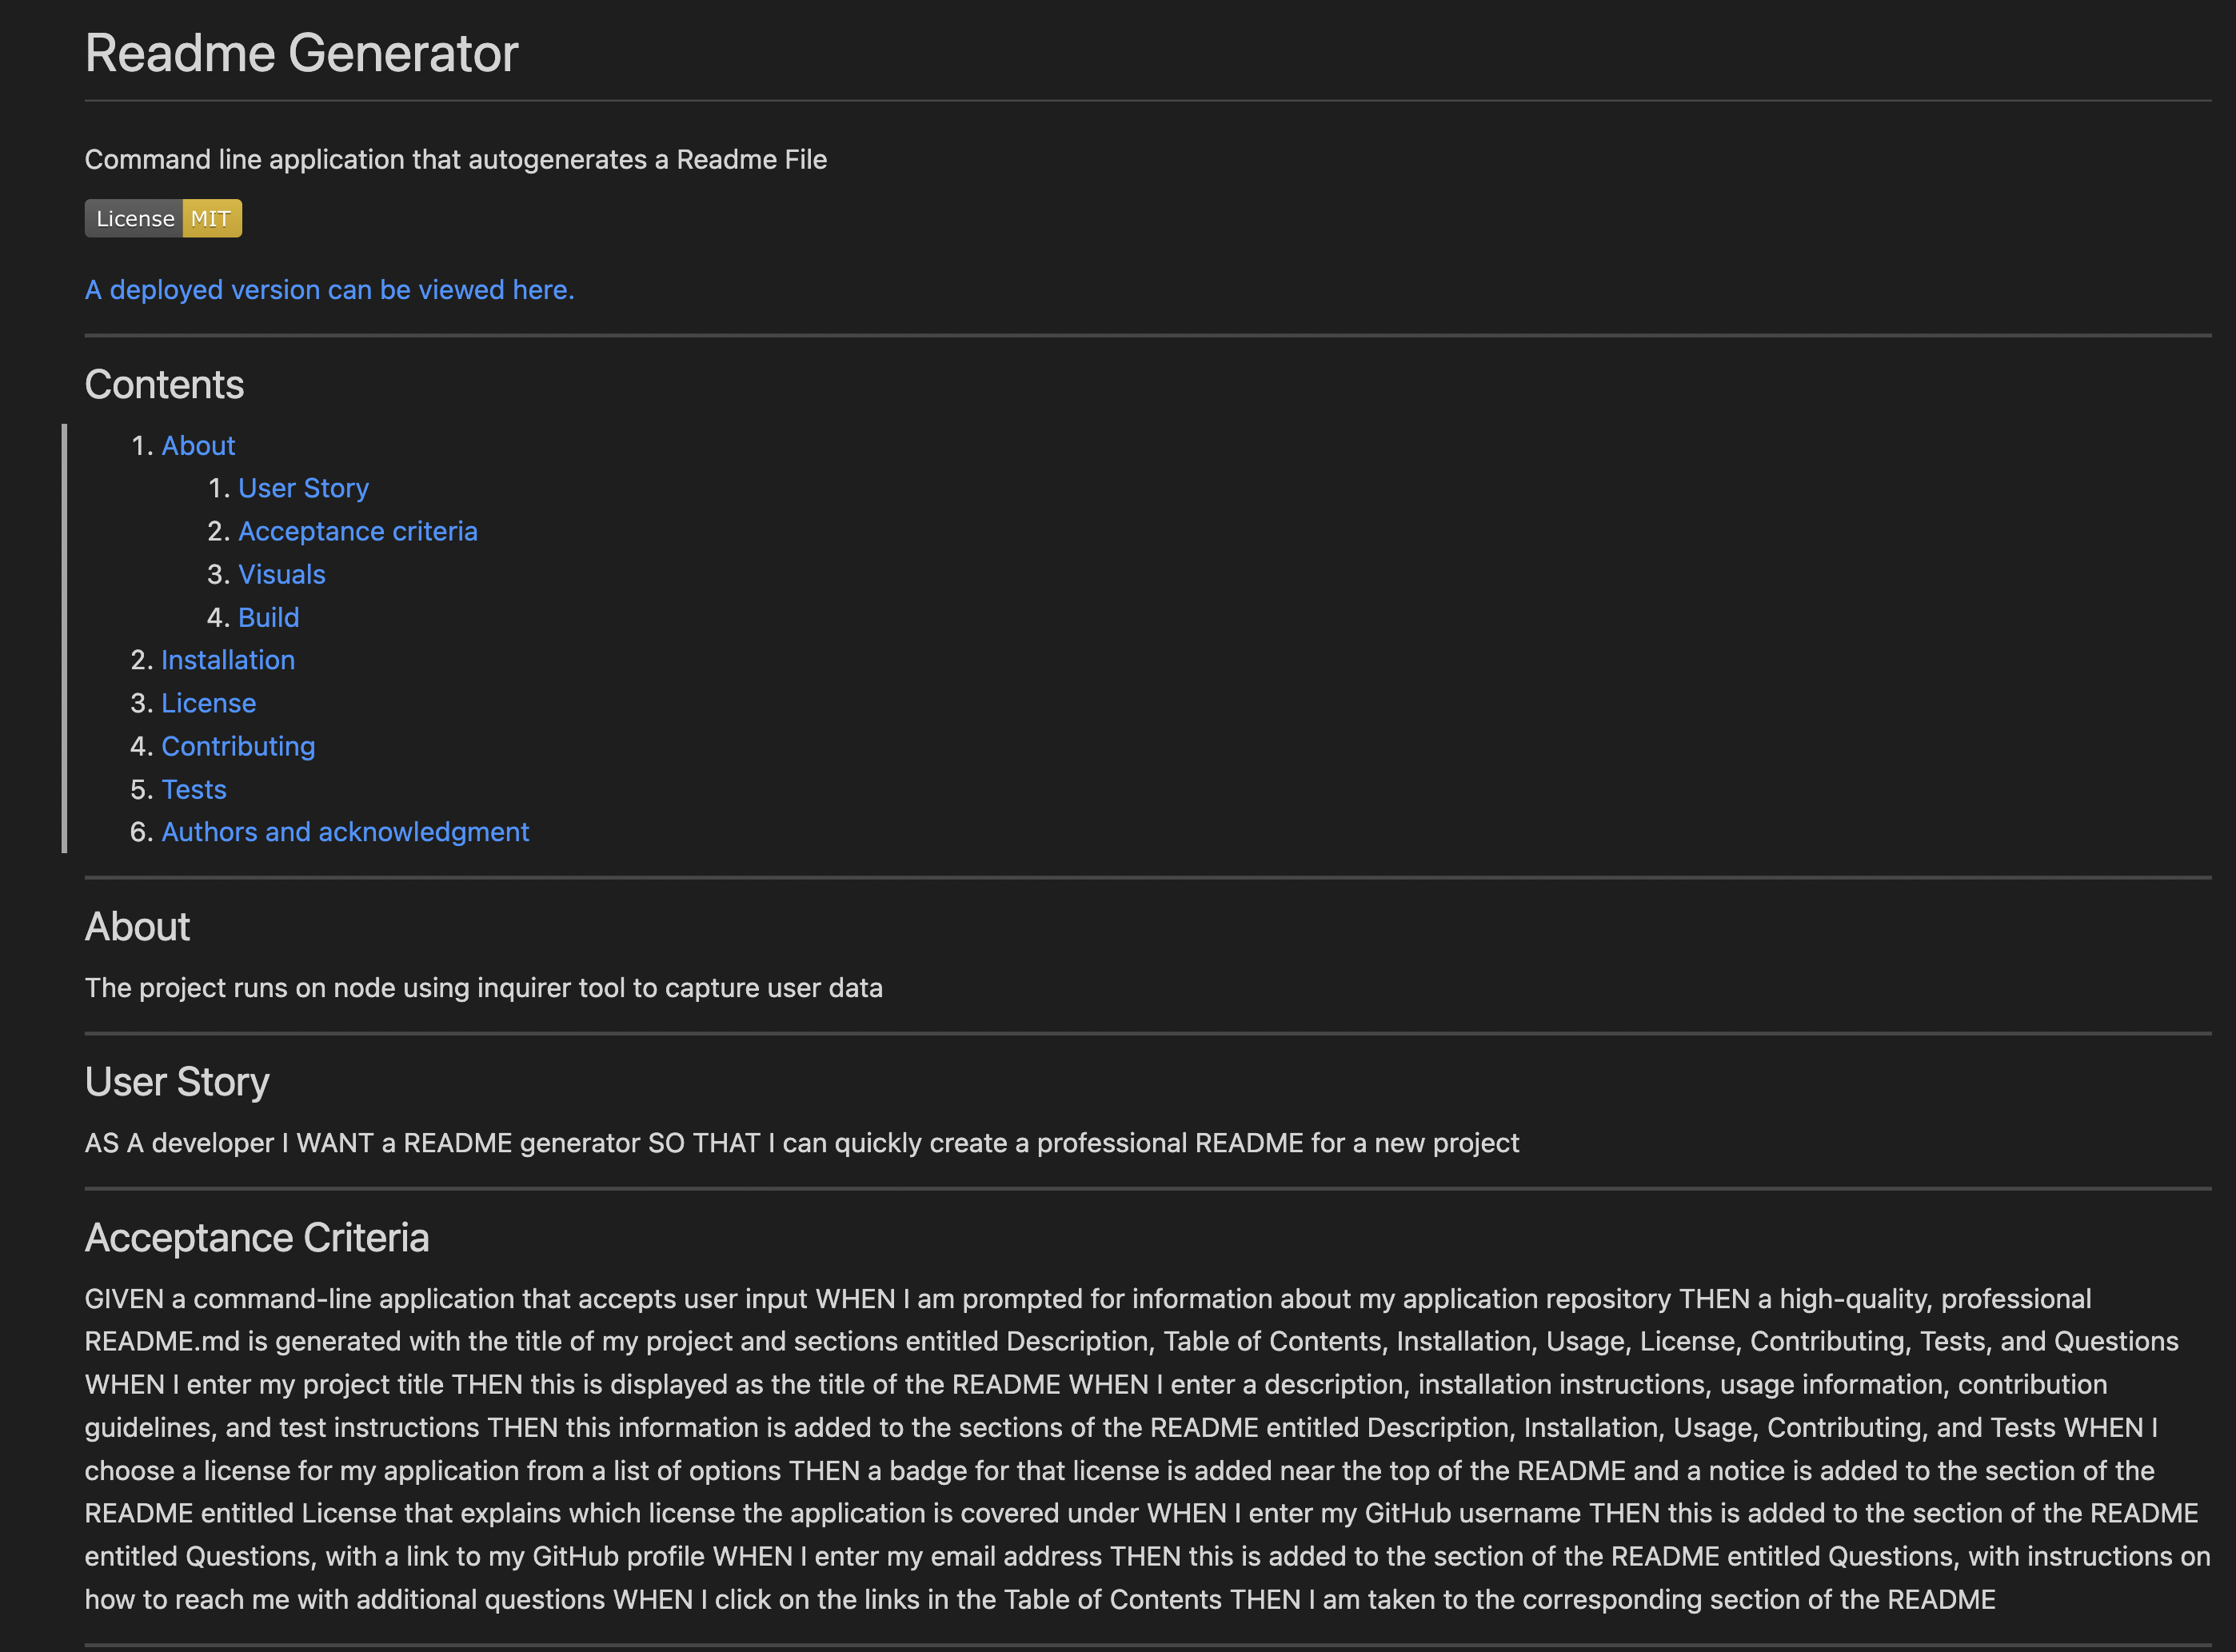 Readme Generator
Command line application that autogenerates a Readme File
License MIT
A deployed version can be viewed here.
Contents
1. About
1. User Story
2. Acceptance criteria
3. Visuals
4. Build
2. Installation
3. License
4. Contributing
5. Tests
6. Authors and acknowledgment
About
The project runs on node using inquirer tool to capture user data
User Story
AS A developer I WANT a README generator SO THAT I can quickly create a professional README for a new project
Acceptance Criteria
GIVEN a command-line application that accepts user input WHEN I am prompted for information about my application repository THEN a high-quality, professional
README.md is generated with the title of my project and sections entitled Description, Table of Contents, Installation, Usage, License, Contributing, Tests, and Questions
WHEN I enter my project title THEN this is displayed as the title of the README WHEN I enter a description, installation instructions, usage information, contribution
guidelines, and test instructions THEN this information is added to the sections of the README entitled Description, Installation, Usage, Contributing, and Tests WHEN I
choose a license for my application from a list of options THEN a badge for that license is added near the top of the README and a notice is added to the section of the
README entitled License that explains which license the application is covered under WHEN I enter my GitHub username THEN this is added to the section of the README
entitled Questions, with a link to my GitHub profile WHEN I enter my email address THEN this is added to the section of the README entitled Questions, with instructions on
how to reach me with additional questions WHEN I click on the links in the Table of Contents THEN I am taken to the corresponding section of the README